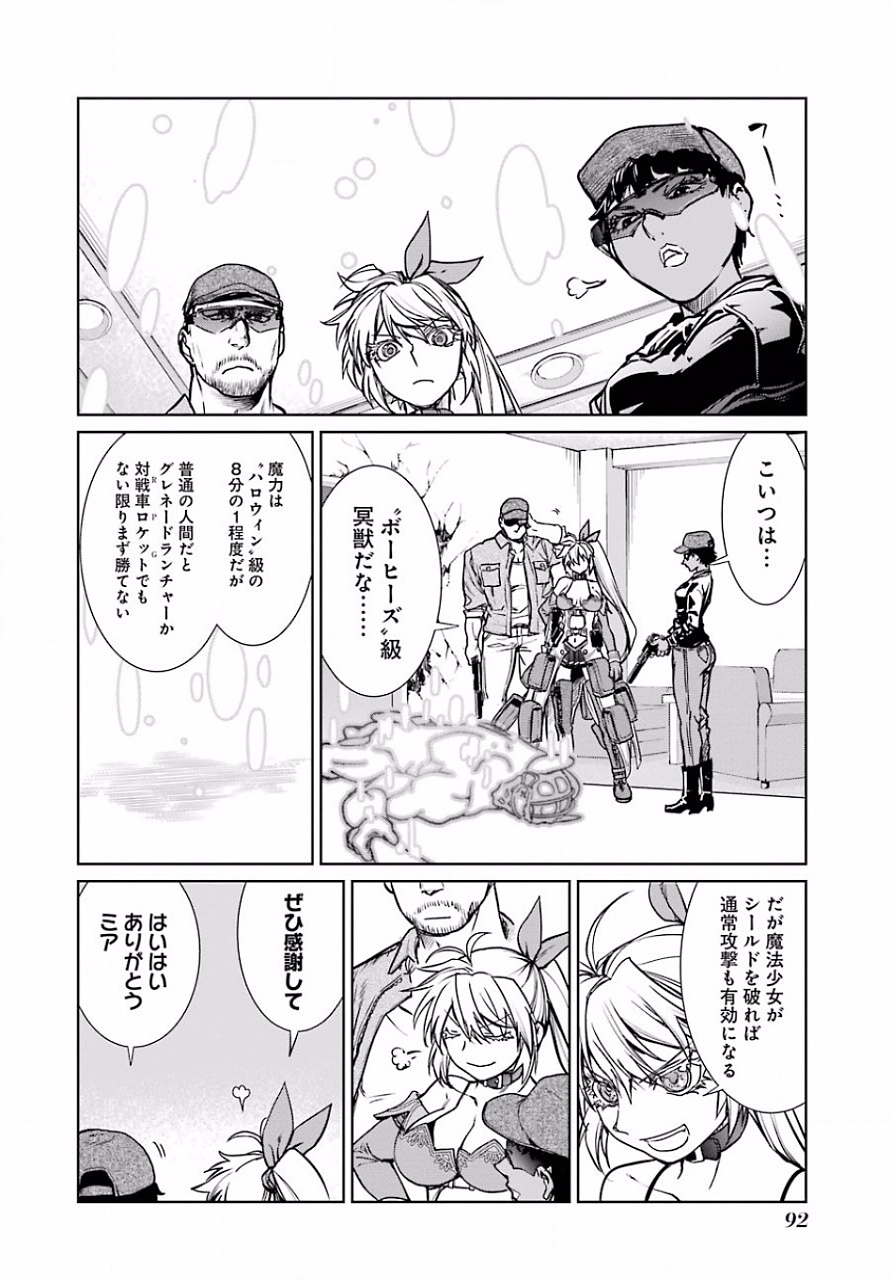 こいつは…
〝ボーヒーズ〟級
冥獣だな……
魔力は
〝ハロウィン〟級の
8分の1程度だが
普通の人間だと
グレネードランチャーか
対戦車ロケットでも
RPG
ない限りまず勝てない
だが魔法少女が
シールドを破れば
通常攻撃も有効になる
ぜひ感謝して
はいはい
ありがとう
ミア
92